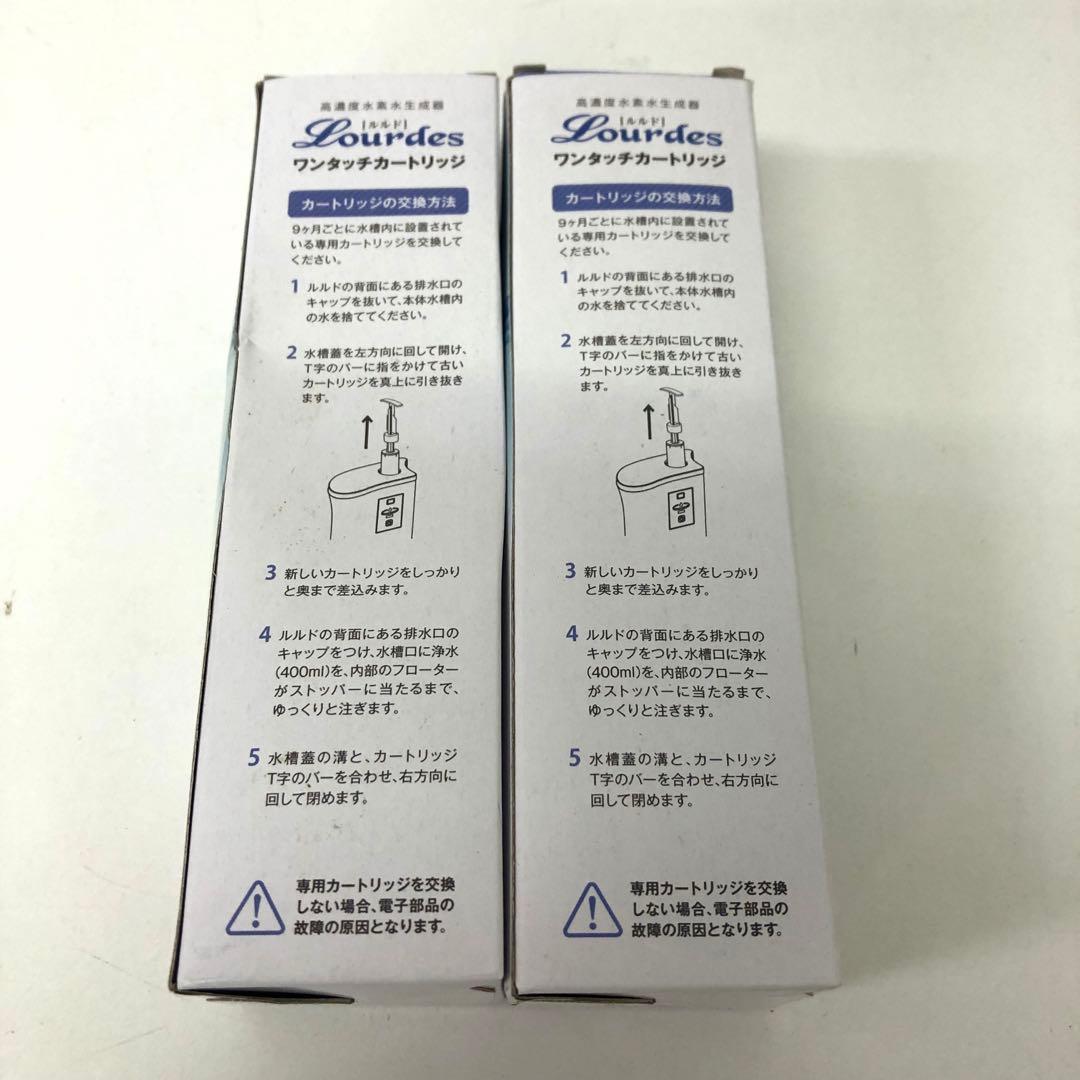 高濃度水素水生成器
|ルルド|
Lourdes
ワンタッチカートリッジ
カートリッジの交換方法
9ヶ月ごとに水槽内に設置されて
いる専用カートリッジを交換して
ください。
1 ルルドの背面にある排水口の
キャップを抜いて、本体水槽内
の水を捨ててください。
2 水槽蓋を左方向に回して開け、
T字のバーに指をかけて古い
カートリッジを真上に引き抜き
ます。
3 新しいカートリッジをしっかり
と奥まで差込みます。
4 ルルドの背面にある排水口の
キャップをつけ、水槽口に浄水
(400ml)を、内部のフローター
がストッパーに当たるまで、
ゆっくりと注ぎます。
5 水槽蓋の溝と、カートリッジ
T字のバーを合わせ、右方向に
回して閉めます。
専用カートリッジを交換
しない場合、電子部品の
故障の原因となります。
高濃度水素水生成器
|ルルド|
Lourdes
ワンタッチカートリッジ
カートリッジの交換方法
9ヶ月ごとに水槽内に設置されて
いる専用カートリッジを交換して
ください。
1 ルルドの背面にある排水口の
キャップを抜いて、本体水槽内
の水を捨ててください。
2 水槽蓋を左方向に回して開け、
T字のバーに指をかけて古い
カートリッジを真上に引き抜き
ます。
3 新しいカートリッジをしっかり
と奥まで差込みます。
4 ルルドの背面にある排水口の
キャップをつけ、水槽口に浄水
(400ml)を、内部のフローター
がストッパーに当たるまで、
ゆっくりと注ぎます。
5 水槽蓋の溝と、カートリッジ
T字のバーを合わせ、右方向に
回して閉めます。
専用カートリッジを交換
しない場合、電子部品の
故障の原因となります。